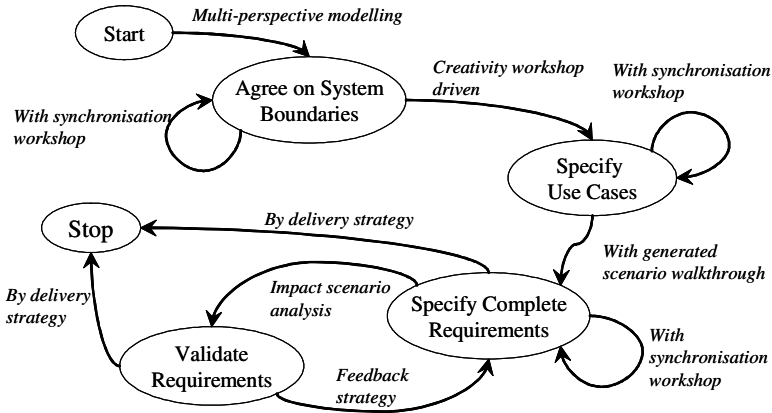 Start
Multi-perspective modelling
Agree on System
Boundaries
With synchronisation
workshop
Creativity workshop
driven
With synchronisation
workshop
Specify
Use Cases
Stop
By delivery strategy
With generated
scenario walkthrough
By delivery
strategy
Impact scenario
analysis
Specify Complete
Requirements
Validate
Requirements
Feedback
strategy
With
synchronisation
workshop